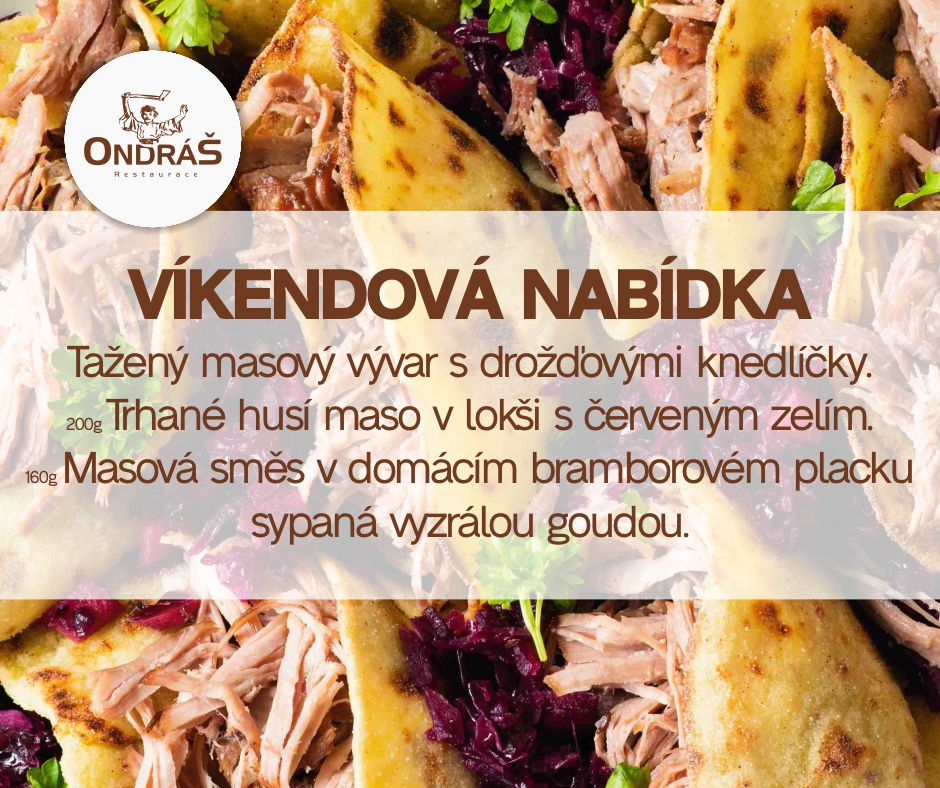 ONDRÁŠ
Restaurace
VÍKENDOVÁ NABÍDKA
Tažený masový vývar s drožďovými knedlíčky.
200g Trhané husí maso v lokši s červeným zelím.
160g Masová směs v domácím bramborovém placku
sypaná vyzrálou goudou.